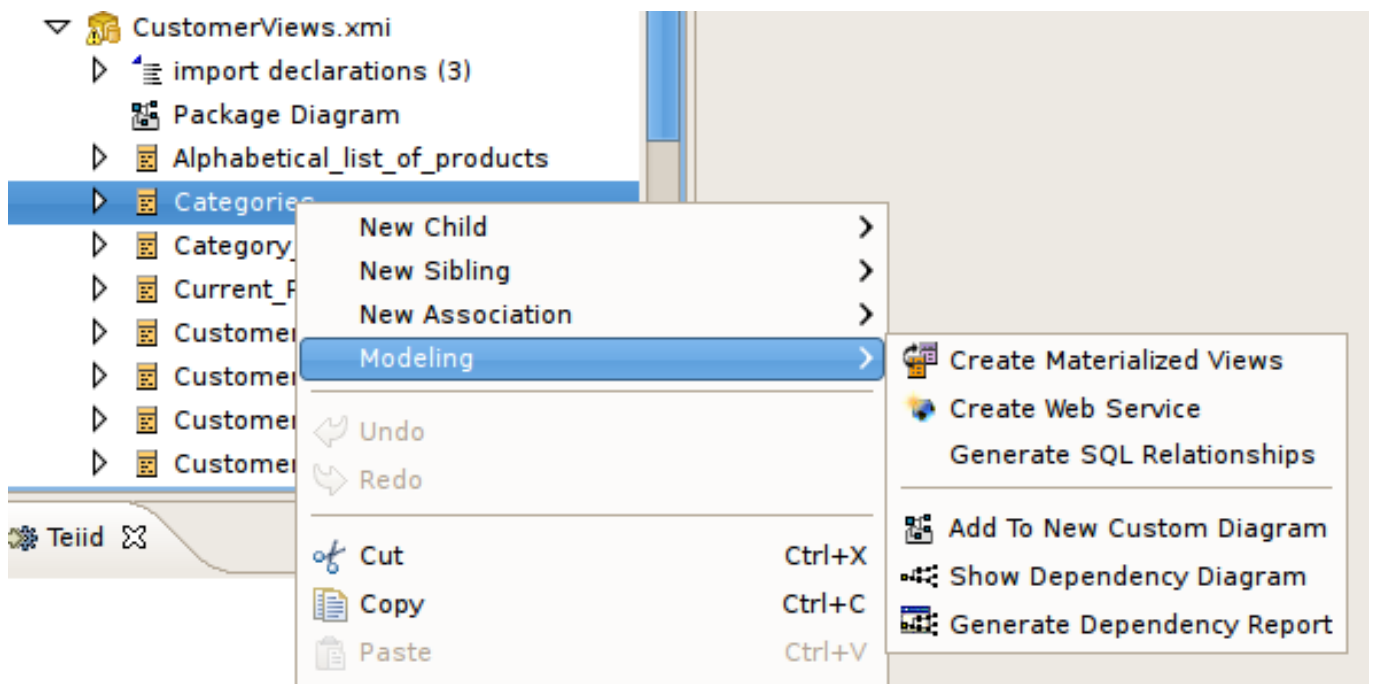 CustomerViews.xmi
import declarations (3)
Package Diagram
Alphabetical_list_of_products
Categories
Category_
Current_P
Customer
Customer
Customer
Customer
Teiid
New Child
New Sibling
New Association
Modeling
Undo
Redo
Cut Ctrl+X
Copy Ctrl+C
Paste Ctrl+V
Create Materialized Views
Create Web Service
Generate SQL Relationships
Add To New Custom Diagram
Show Dependency Diagram
Generate Dependency Report